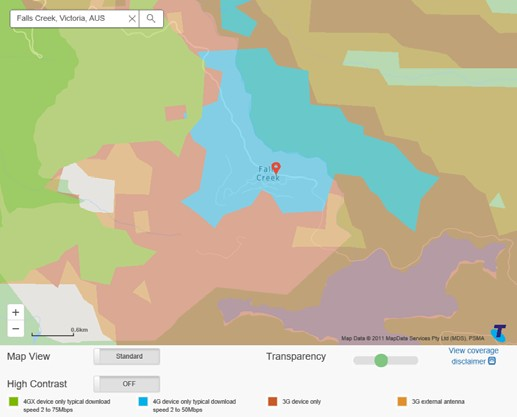 Falls Creek, Victoria, AUS
Fal
Creek
+
−
0.6km
Map Data © 2011 MapData Services Pty Ltd (MDS), PSMA
Map View
Standard
Transparency
View coverage
disclaimer
High Contrast
OFF
4GX device only typical download
speed 2 to 75Mbps
4G device only typical download
speed 2 to 50Mbps
3G device only
3G external antenna